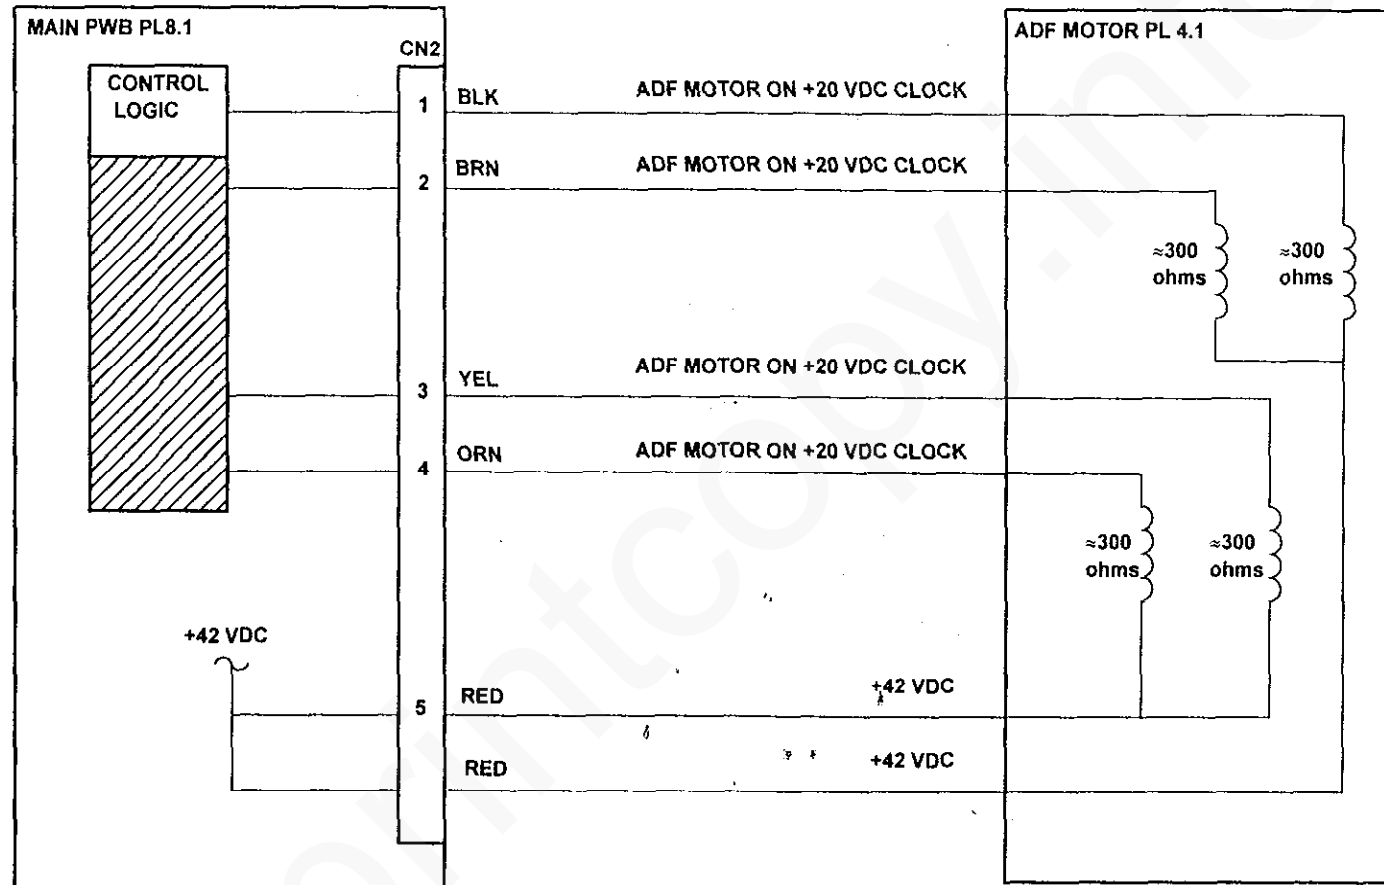 MAIN PWB PL8.1
ADF MOTOR PL 4.1
CN2
CONTROL
LOGIC
1
BLK
ADF MOTOR ON +20 VDC CLOCK
2
BRN
ADF MOTOR ON +20 VDC CLOCK
≈300
ohms
≈300
ohms
3
YEL
ADF MOTOR ON +20 VDC CLOCK
4
ORN
ADF MOTOR ON +20 VDC CLOCK
≈300
ohms
≈300
ohms
+42 VDC
5
RED
+42 VDC
RED
+42 VDC
printcopy.info